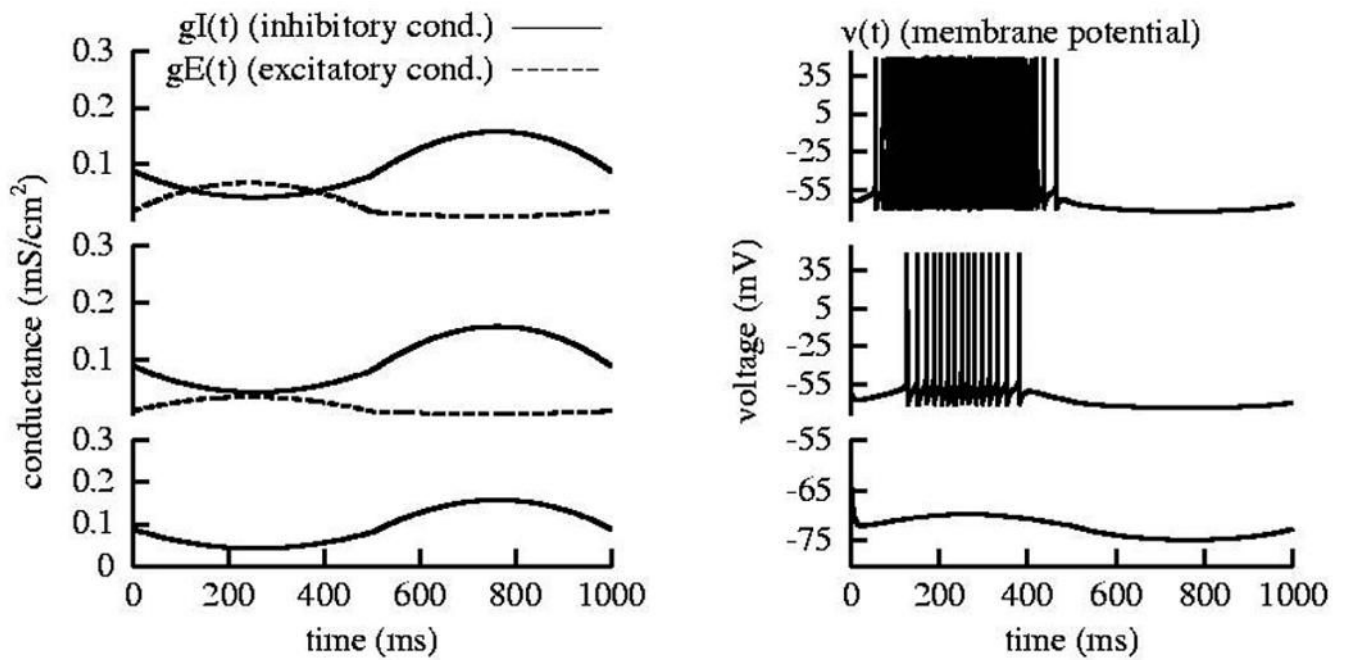 gI(t) (inhibitory cond.)
gE(t) (excitatory cond.)
0.3
0.2
0.1
0.3
0.2
0.1
0.3
0.2
0.1
0
conductance (mS/cm²)
0 200 400 600 800 1000
time (ms)
v(t) (membrane potential)
35
5
-25
-55
35
5
-25
-55
-55
-65
-75
voltage (mV)
0 200 400 600 800 1000
time (ms)